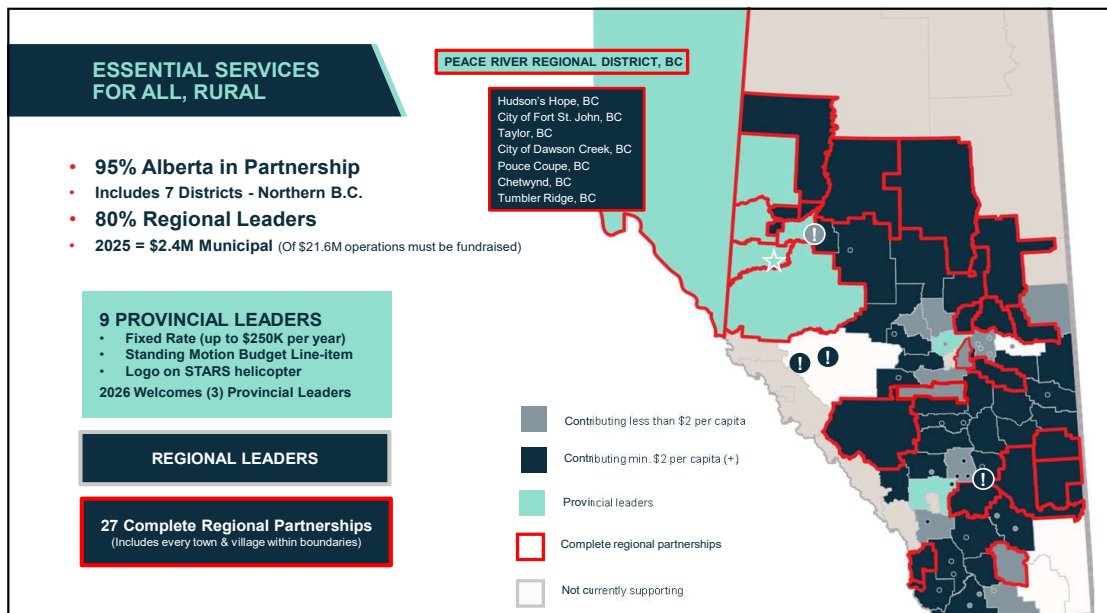 ESSENTIAL SERVICES
FOR ALL, RURAL
• 95% Alberta in Partnership
• Includes 7 Districts - Northern B.C.
• 80% Regional Leaders
• 2025 = $2.4M Municipal (Of $21.6M operations must be fundraised)
9 PROVINCIAL LEADERS
• Fixed Rate (up to $250K per year)
• Standing Motion Budget Line-item
• Logo on STARS helicopter
2026 Welcomes (3) Provincial Leaders
REGIONAL LEADERS
27 Complete Regional Partnerships
(Includes every town & village within boundaries)
PEACE RIVER REGIONAL DISTRICT, BC
Hudson's Hope, BC
City of Fort St. John, BC
Taylor, BC
City of Dawson Creek, BC
Pouce Coupe, BC
Chetwynd, BC
Tumbler Ridge, BC
!
!
!
!
Contributing less than $2 per capita
Contributing min. $2 per capita (+)
Provincial leaders
Complete regional partnerships
Not currently supporting